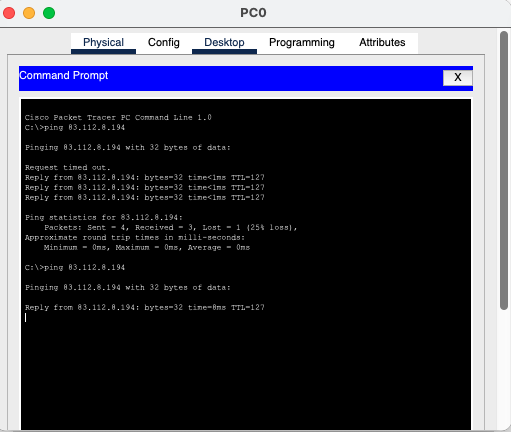 PC0
Physical Config Desktop Programming Attributes
Command Prompt
X
Cisco Packet Tracer PC Command Line 1.0
C:\>ping 83.112.8.194
Pinging 83.112.8.194 with 32 bytes of data:
Request timed out.
Reply from 83.112.8.194: bytes=32 time<1ms TTL=127
Reply from 83.112.8.194: bytes=32 time<1ms TTL=127
Reply from 83.112.8.194: bytes=32 time<1ms TTL=127
Ping statistics for 83.112.8.194:
Packets: Sent = 4, Received = 3, Lost = 1 (25% loss),
Approximate round trip times in milli-seconds:
Minimum = 0ms, Maximum = 0ms, Average = 0ms
C:\>ping 83.112.8.194
Pinging 83.112.8.194 with 32 bytes of data:
Reply from 83.112.8.194: bytes=32 time=8ms TTL=127